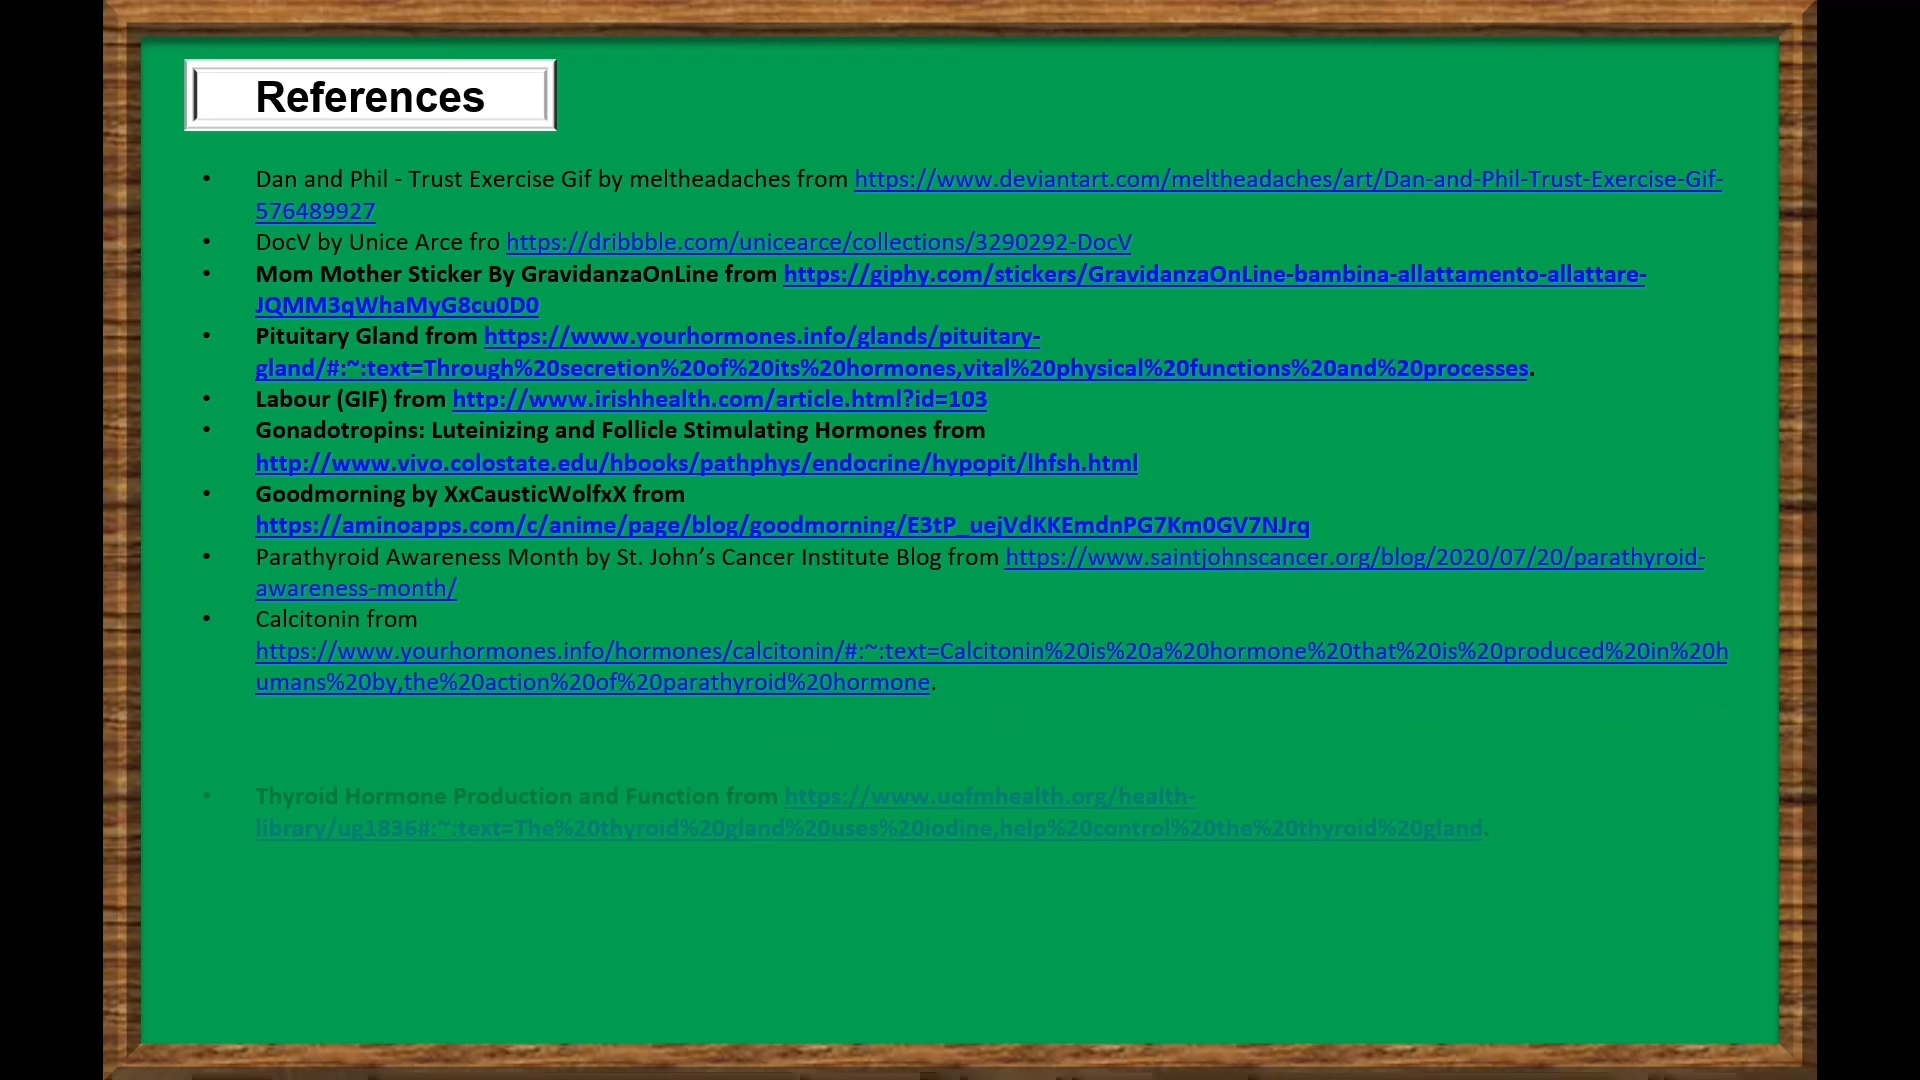 References
• Dan and Phil - Trust Exercise Gif by meltheadaches from https://www.deviantart.com/meltheadaches/art/Dan-and-Phil-Trust-Exercise-Gif-
576489927
• DocV by Unice Arce fro https://dribbble.com/unicearce/collections/3290292-DocV
• Mom Mother Sticker By GravidanzaOnLine from https://giphy.com/stickers/GravidanzaOnLine-bambina-allattamento-allattare-
JQMM3qWhaMyG8cu0D0
• Pituitary Gland from https://www.yourhormones.info/glands/pituitary-
gland/#:~:text=Through%20secretion%20of%20its%20hormones,vital%20physical%20functions%20and%20processes.
• Labour (GIF) from http://www.irishhealth.com/article.html?id=103
• Gonadotropins: Luteinizing and Follicle Stimulating Hormones from
http://www.vivo.colostate.edu/hbooks/pathphys/endocrine/hypopit/lhfsh.html
• Goodmorning by XxCausticWolfxX from
https://aminoapps.com/c/anime/page/blog/goodmorning/E3tP_uejVdKKEmdnPG7Km0GV7NJrq
• Parathyroid Awareness Month by St. John’s Cancer Institute Blog from https://www.saintjohnscancer.org/blog/2020/07/20/parathyroid-
awareness-month/
• Calcitonin from
https://www.yourhormones.info/hormones/calcitonin/#:~:text=Calcitonin%20is%20a%20hormone%20that%20is%20produced%20in%20h
umans%20by,the%20action%20of%20parathyroid%20hormone.
• Thyroid Hormone Production and Function from https://www.uofmhealth.org/health-
library/ug1836#:~:text=The%20thyroid%20gland%20uses%20iodine,help%20control%20the%20thyroid%20gland.